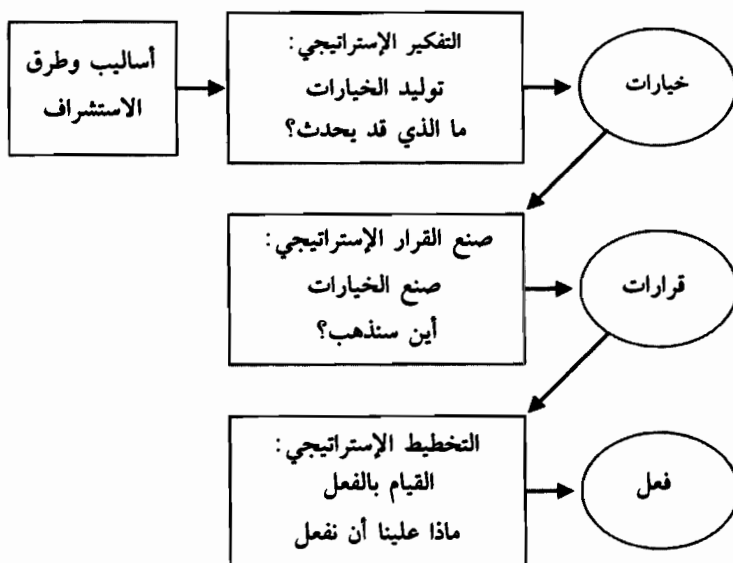 أساليب وطرق
الاستشراف
التفكير الإستراتيجي:
توليد الخيارات
ما الذي قد يحدث؟
خيارات
صنع القرار الإستراتيجي:
صنع الخيارات
أين سنذهب؟
قرارات
التخطيط الإستراتيجي:
القيام بالفعل
ماذا علينا أن نفعل
فعل